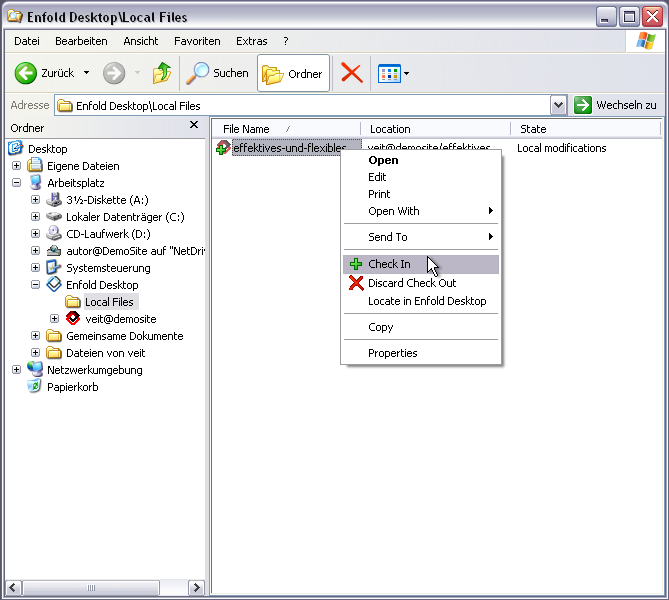 Enfold Desktop\Local Files
Datei Bearbeiten Ansicht Favoriten Extras ?
Zurück Suchen Ordner
Adresse Enfold Desktop\Local Files Wechseln zu
Ordner
File Name Location State
effektives-und-flexibles... veit@demosite/effektives... Local modifications
Desktop
Eigene Dateien
Arbeitsplatz
3½-Diskette (A:)
Lokaler Datenträger (C:)
CD-Laufwerk (D:)
autor@DemoSite auf "NetDri
Systemsteuerung
Enfold Desktop
Local Files
veit@demosite
Gemeinsame Dokumente
Dateien von veit
Netzwerkumgebung
Papierkorb
Open
Edit
Print
Open With
Send To
Check In
Discard Check Out
Locate in Enfold Desktop
Copy
Properties